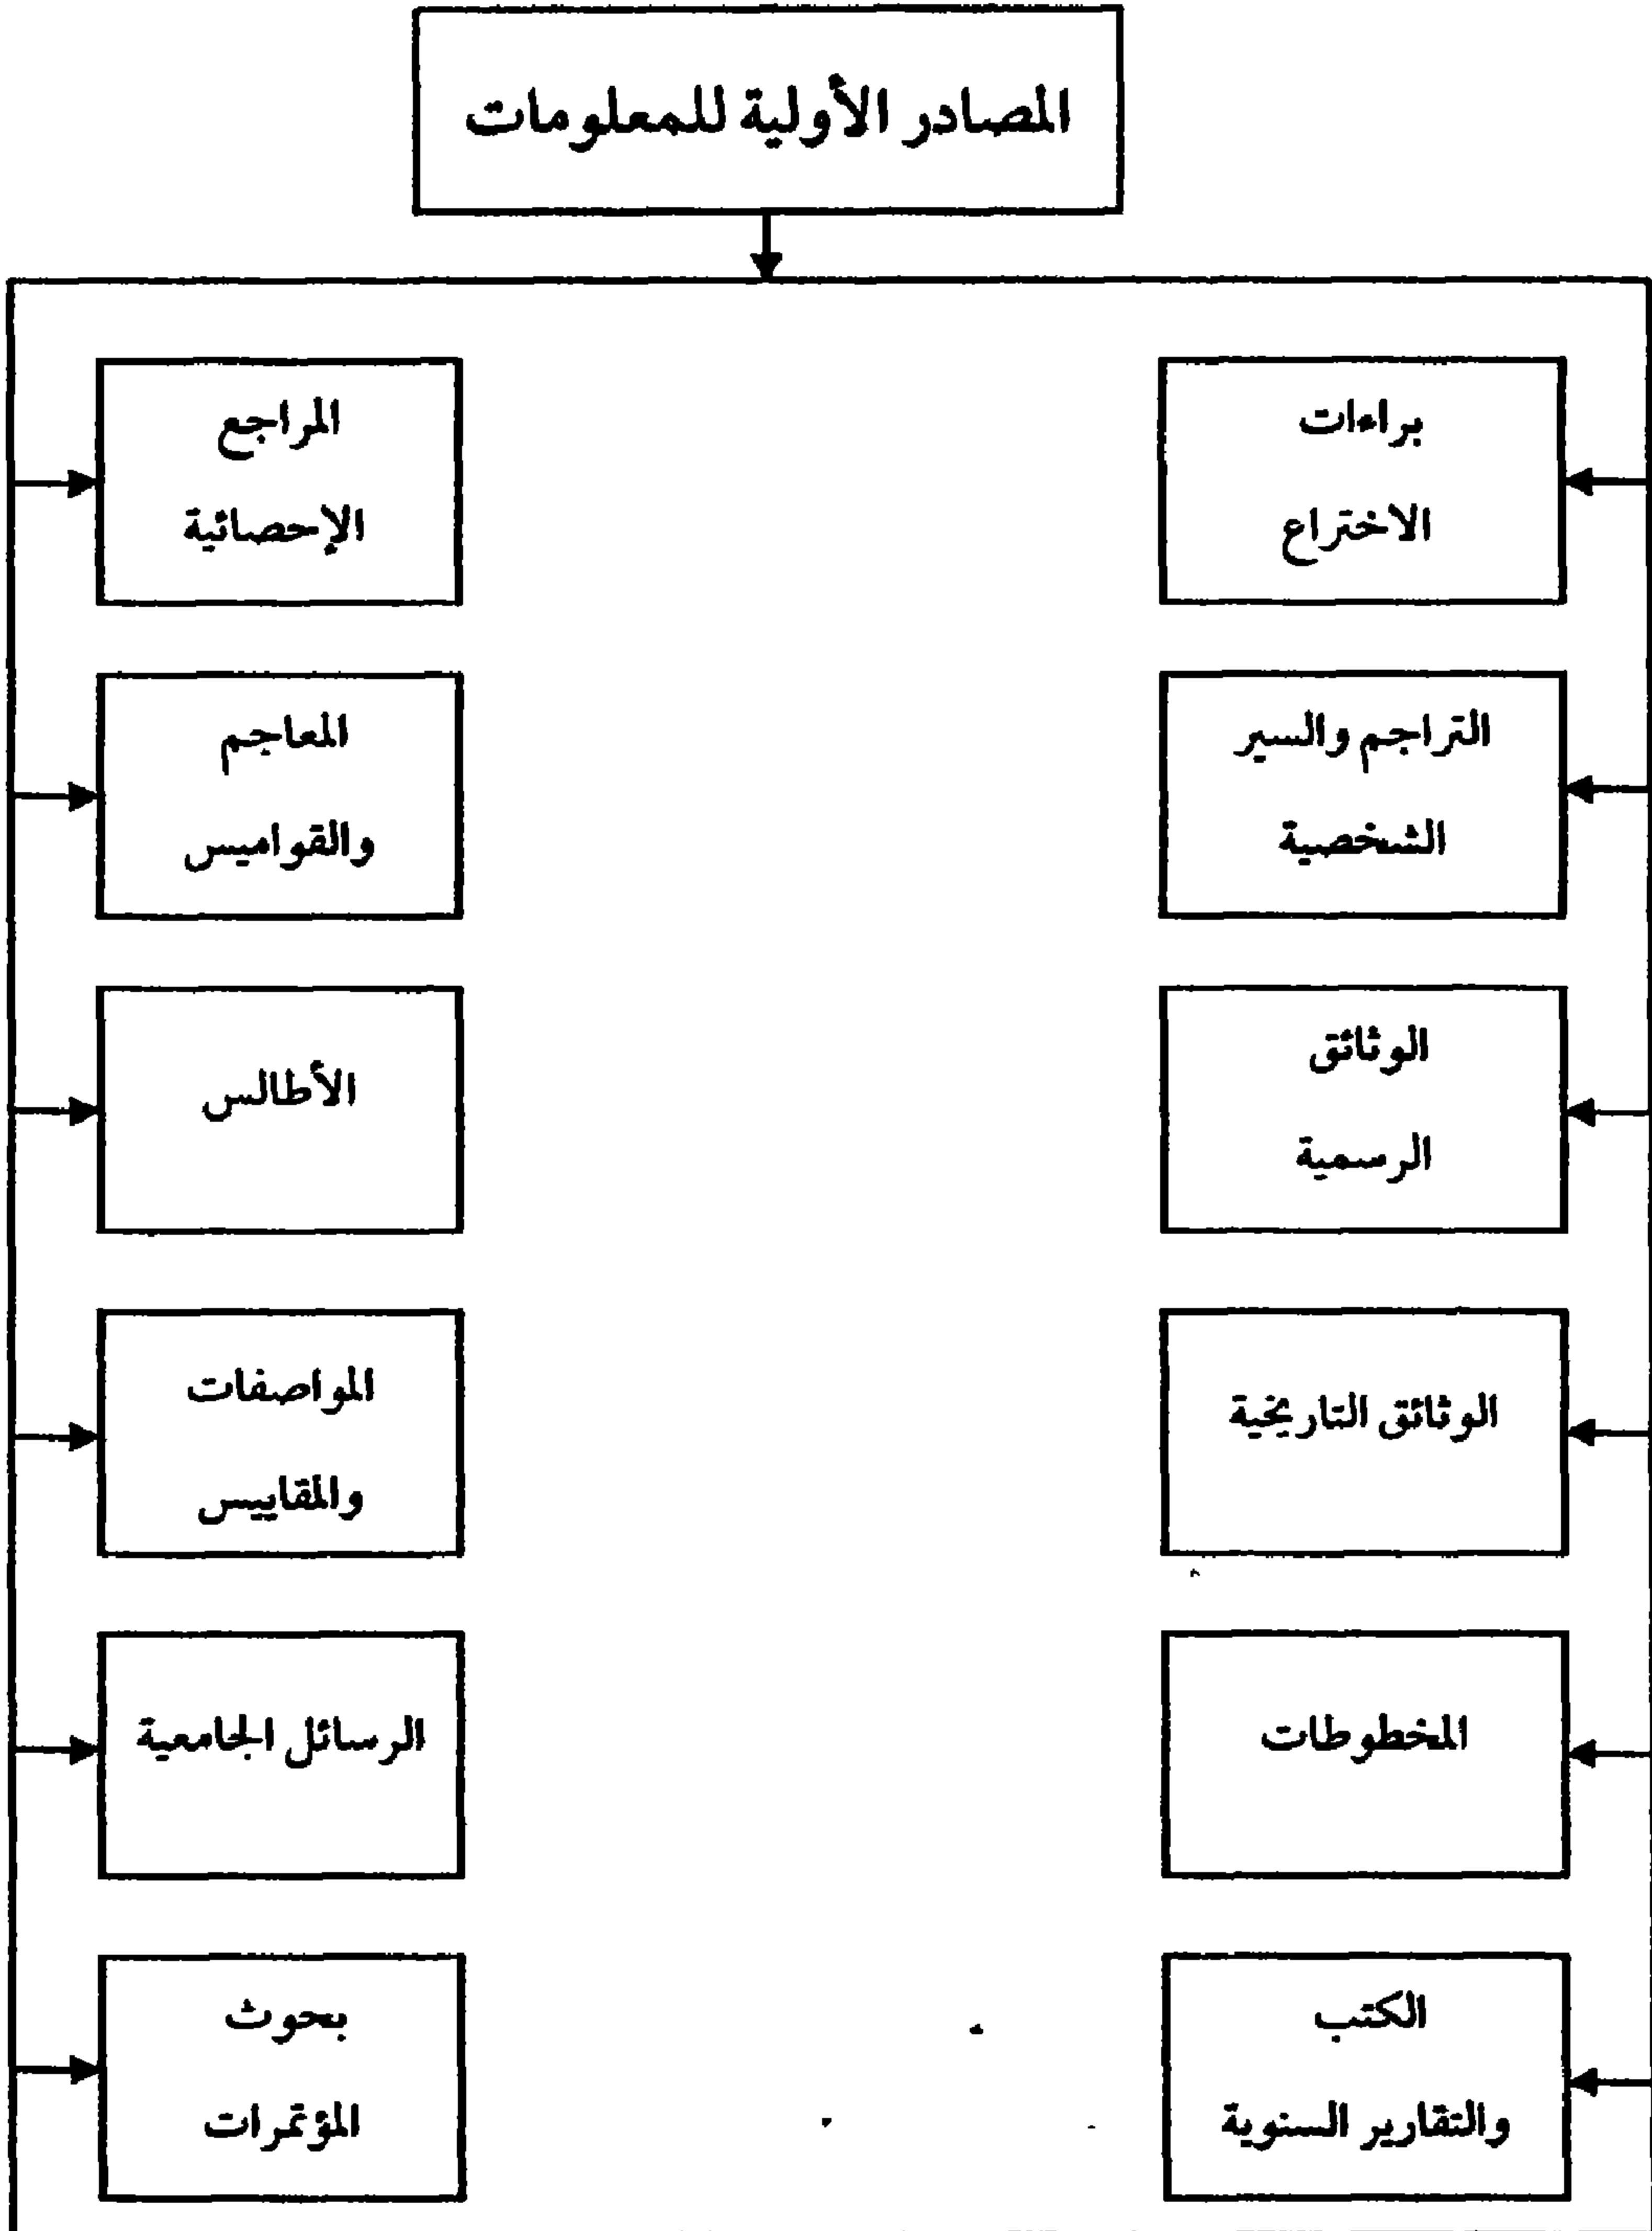 المصادر الأولية للمعلومات
براءات
الاختراع
التراجم والسير
الشخصية
الوثائق
الرسمية
الوثائق التاريخية
المخطوطات
الكتب
والتقارير السنوية
المراجع
الإحصائية
المعاجم
والقواميس
الأطالس
المواصفات
والمقاييس
الرسائل الجامعية
بحوث
المؤتمرات